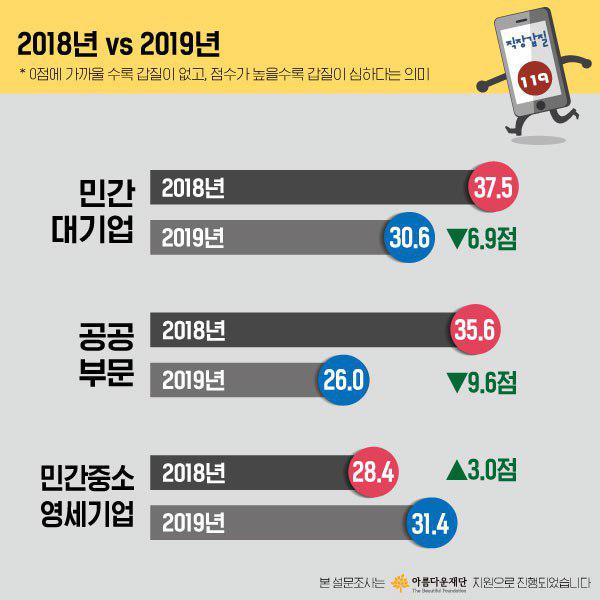 2018년 vs 2019년
* 0점에 가까울 수록 갑질이 없고, 점수가 높을수록 갑질이 심하다는 의미
직장갑질
119
민간
대기업
2018년 37.5
2019년 30.6 ▼6.9점
공공
부문
2018년 35.6
2019년 26.0 ▼9.6점
민간중소
영세기업
2018년 28.4 ▲3.0점
2019년 31.4
본 설문조사는 아름다운재단 지원으로 진행되었습니다
The Beautiful Foundation